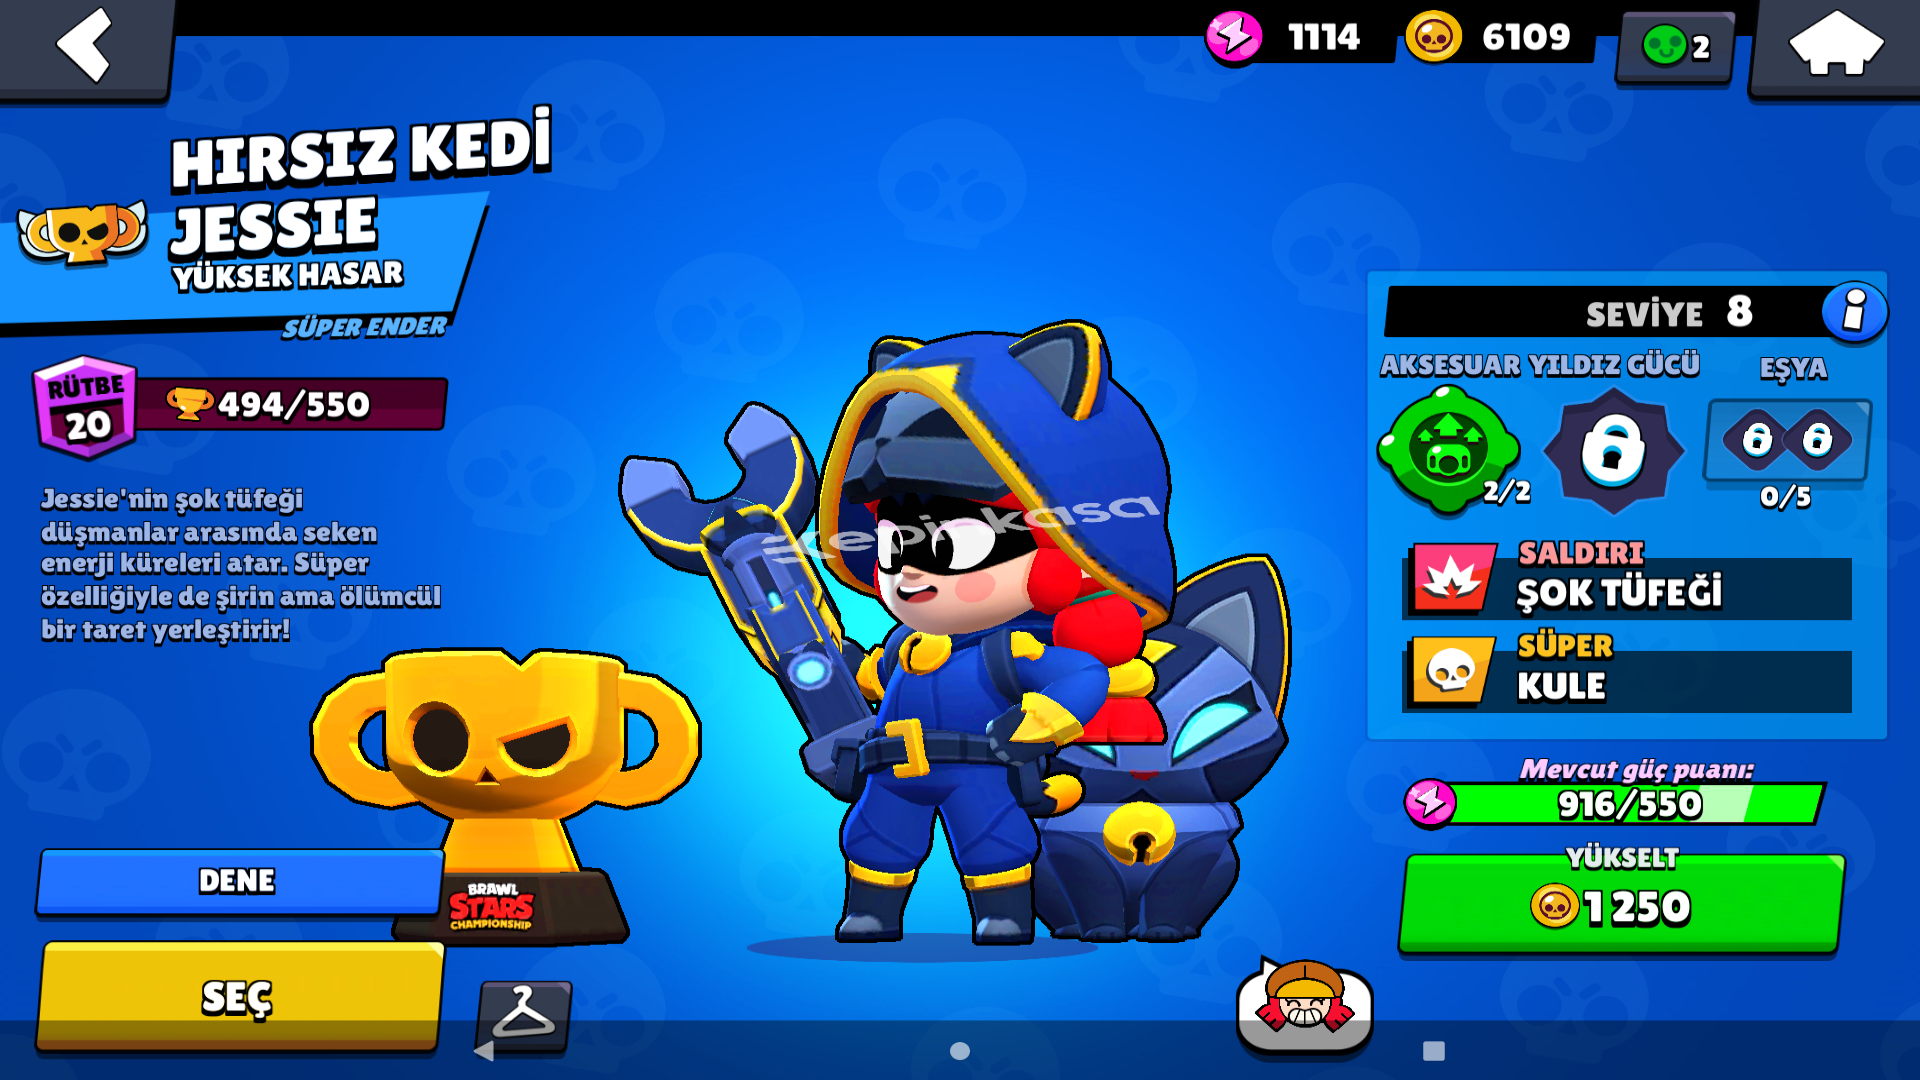 1114
6109
2
HIRSIZ KEDİ
JESSIE
YÜKSEK HASAR
SÜPER ENDER
RÜTBE
20
494/550
Jessie'nin şok tüfeği
düşmanlar arasında seken
enerji küreleri atar. Süper
özelliğiyle de şirin ama ölümcül
bir taret yerleştirir!
BRAWL
STARS
CHAMPIONSHIP
DENE
SEÇ
epinkasa
SEVİYE 8
AKSESUAR YILDIZ GÜCÜ EŞYA
2/2
0/5
SALDIRI
ŞOK TÜFEĞİ
SÜPER
KULE
Mevcut güç puanı:
916/550
YÜKSELT
1250